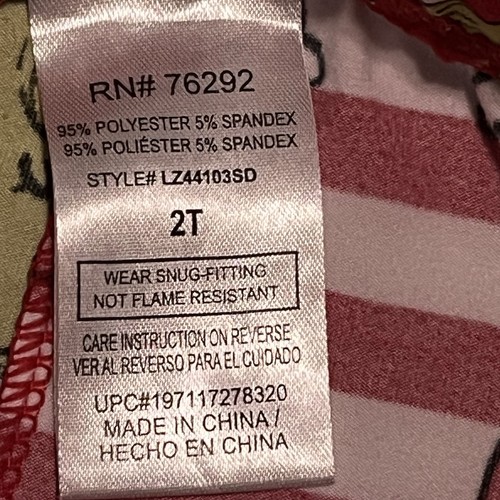 RN# 76292
95% POLYESTER 5% SPANDEX
95% POLIÉSTER 5% SPANDEX
STYLE# LZ44103SD
2T
WEAR SNUG-FITTING
NOT FLAME RESISTANT
CARE INSTRUCTION ON REVERSE
VER AL REVERSO PARA EL CUIDADO
UPC#197117278320
MADE IN CHINA /
HECHO EN CHINA